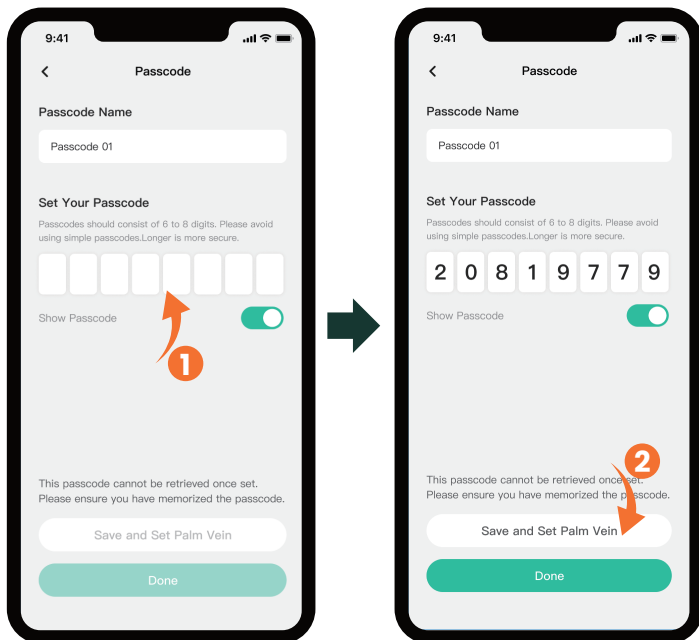 9:41
Passcode
Passcode Name
Passcode 01
Set Your Passcode
Passcodes should consist of 6 to 8 digits. Please avoid
using simple passcodes.Longer is more secure.
Show Passcode
1
This passcode cannot be retrieved once set.
Please ensure you have memorized the passcode.
Save and Set Palm Vein
Done
9:41
Passcode
Passcode Name
Passcode 01
Set Your Passcode
Passcodes should consist of 6 to 8 digits. Please avoid
using simple passcodes.Longer is more secure.
2 0 8 1 9 7 7 9
Show Passcode
2
This passcode cannot be retrieved once set.
Please ensure you have memorized the passcode.
Save and Set Palm Vein
Done